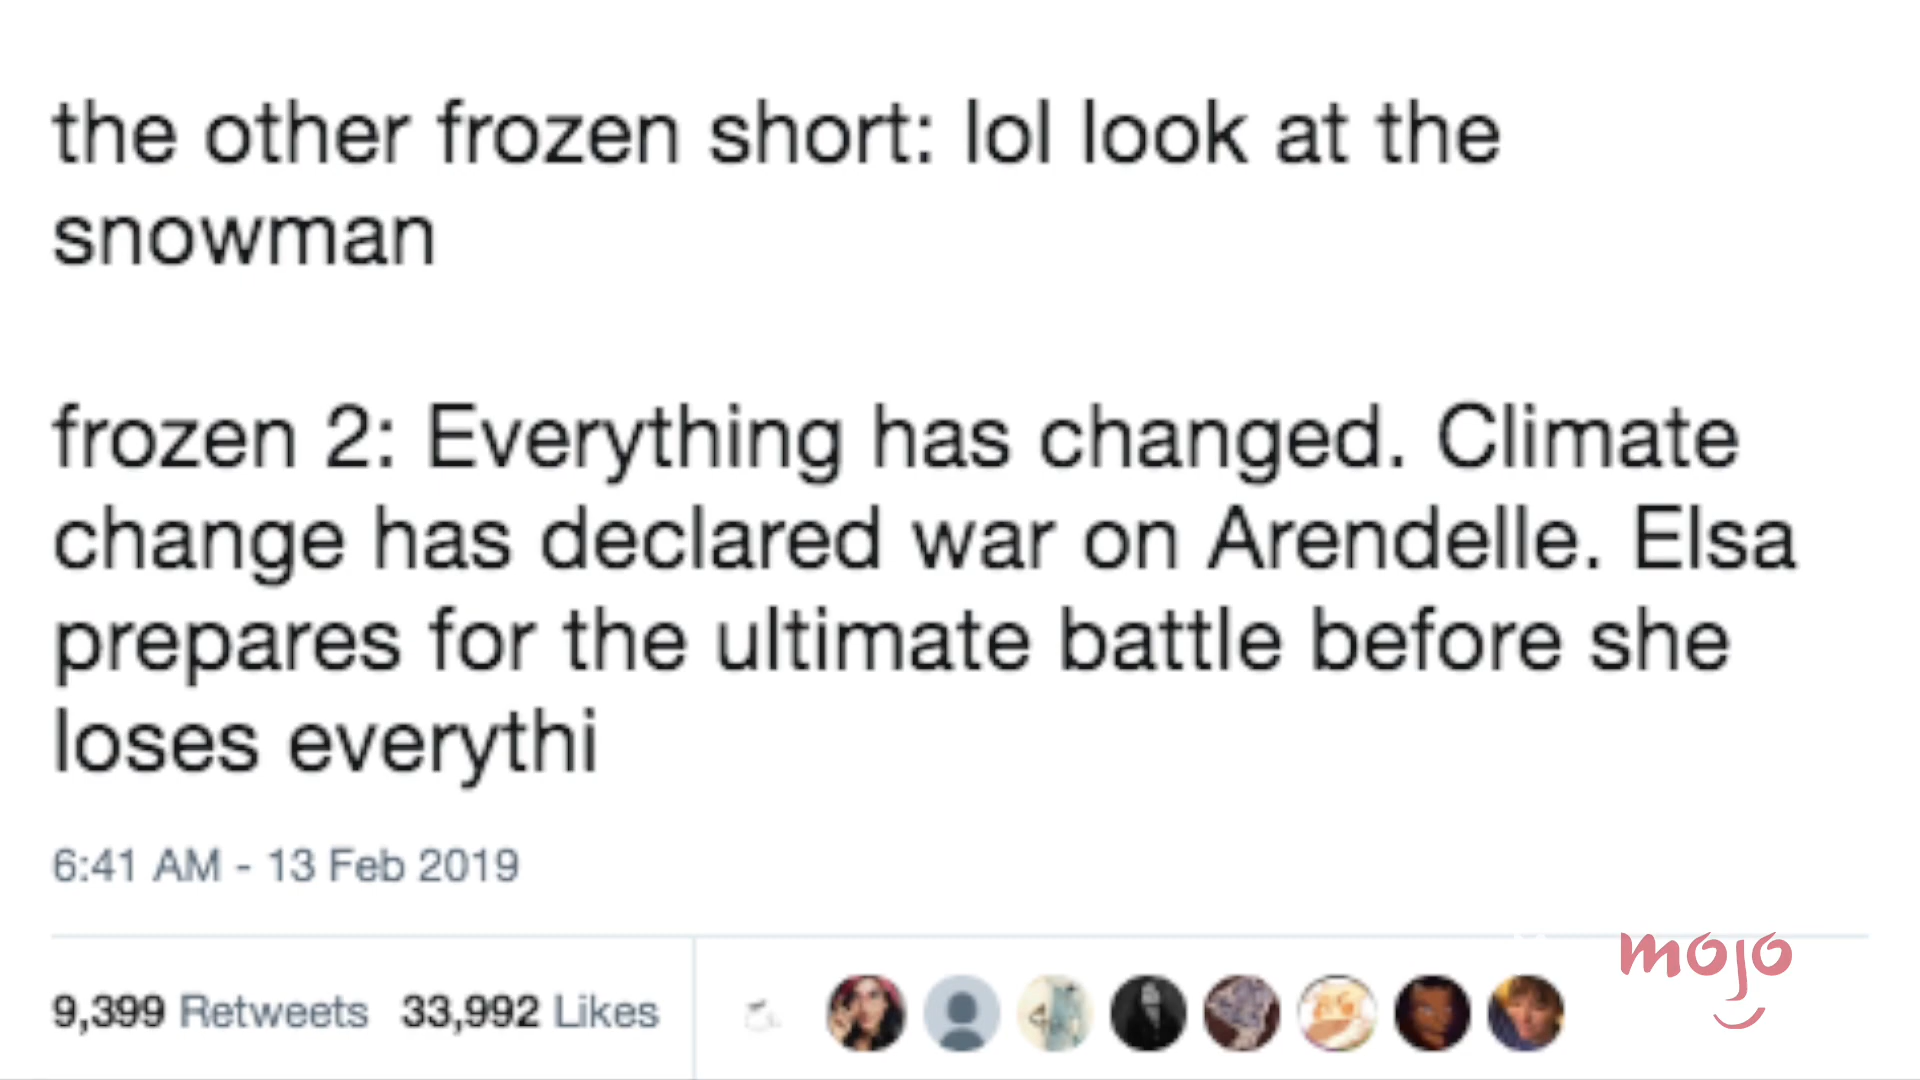 the other frozen short: lol look at the
snowman
frozen 2: Everything has changed. Climate
change has declared war on Arendelle. Elsa
prepares for the ultimate battle before she
loses everythi
6:41 AM - 13 Feb 2019
9,399 Retweets 33,992 Likes
mojo